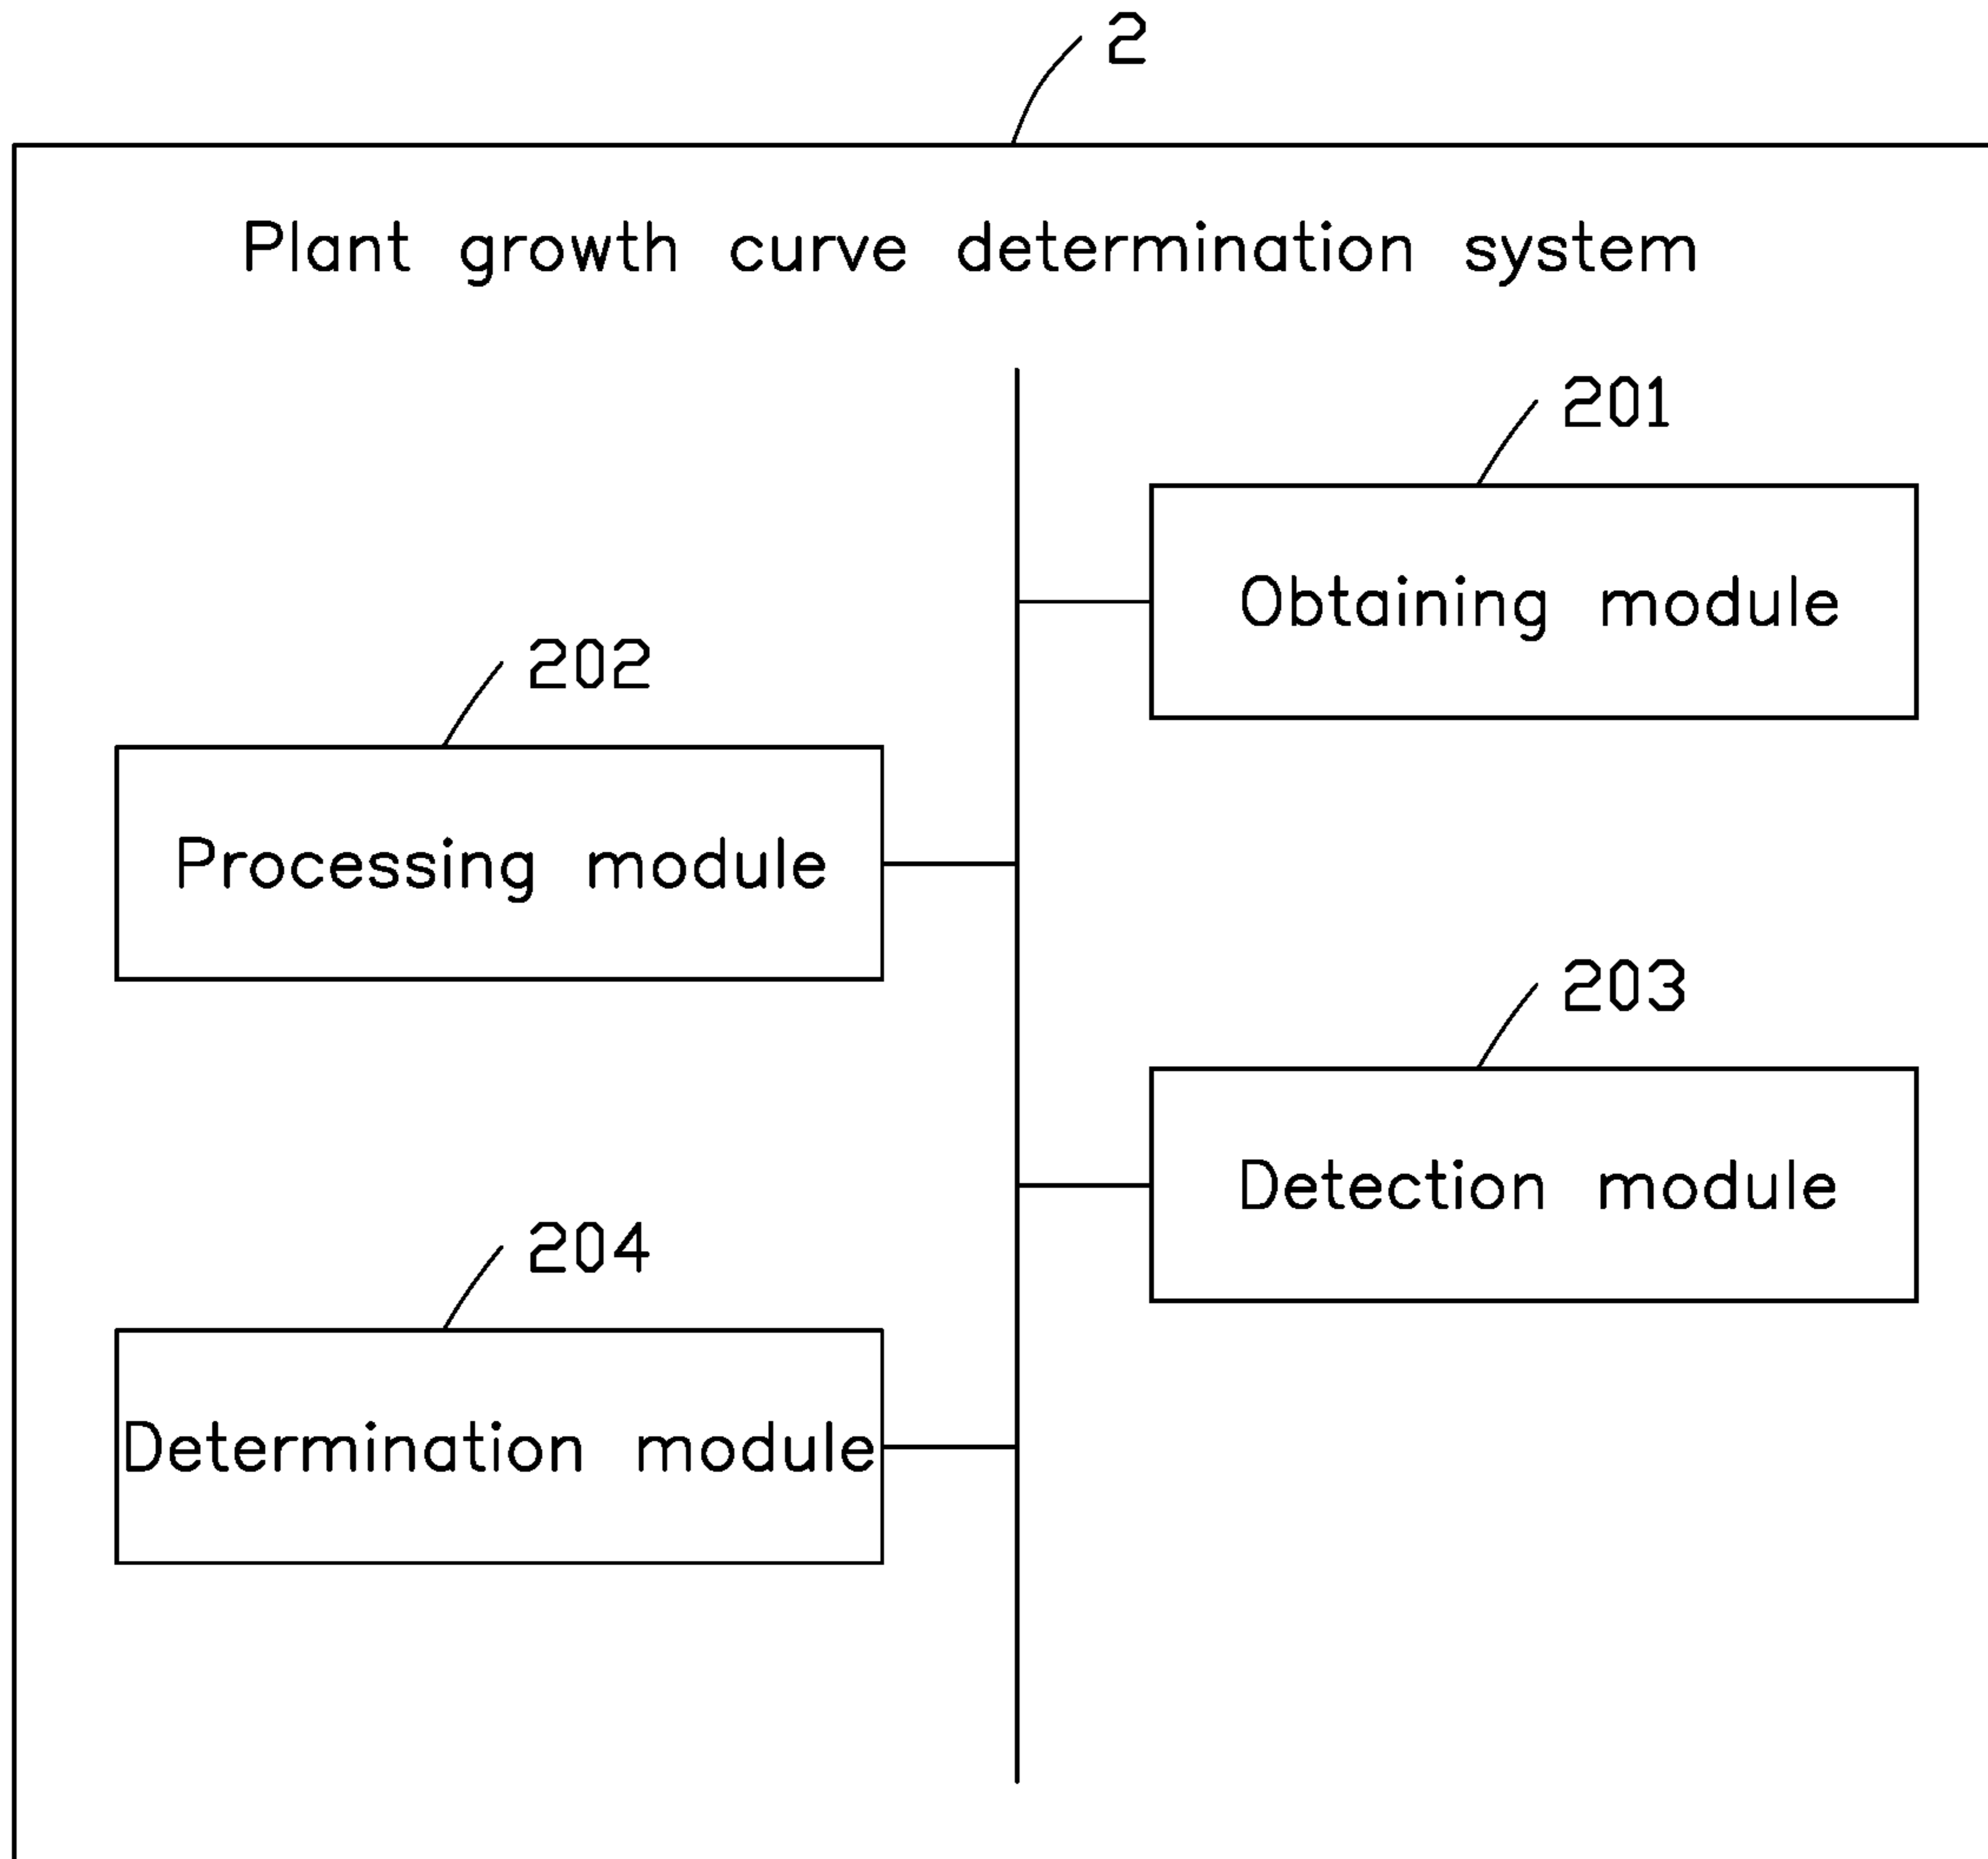 2
Plant growth curve determination system
201
Obtaining module
202
Processing module
203
Detection module
204
Determination module